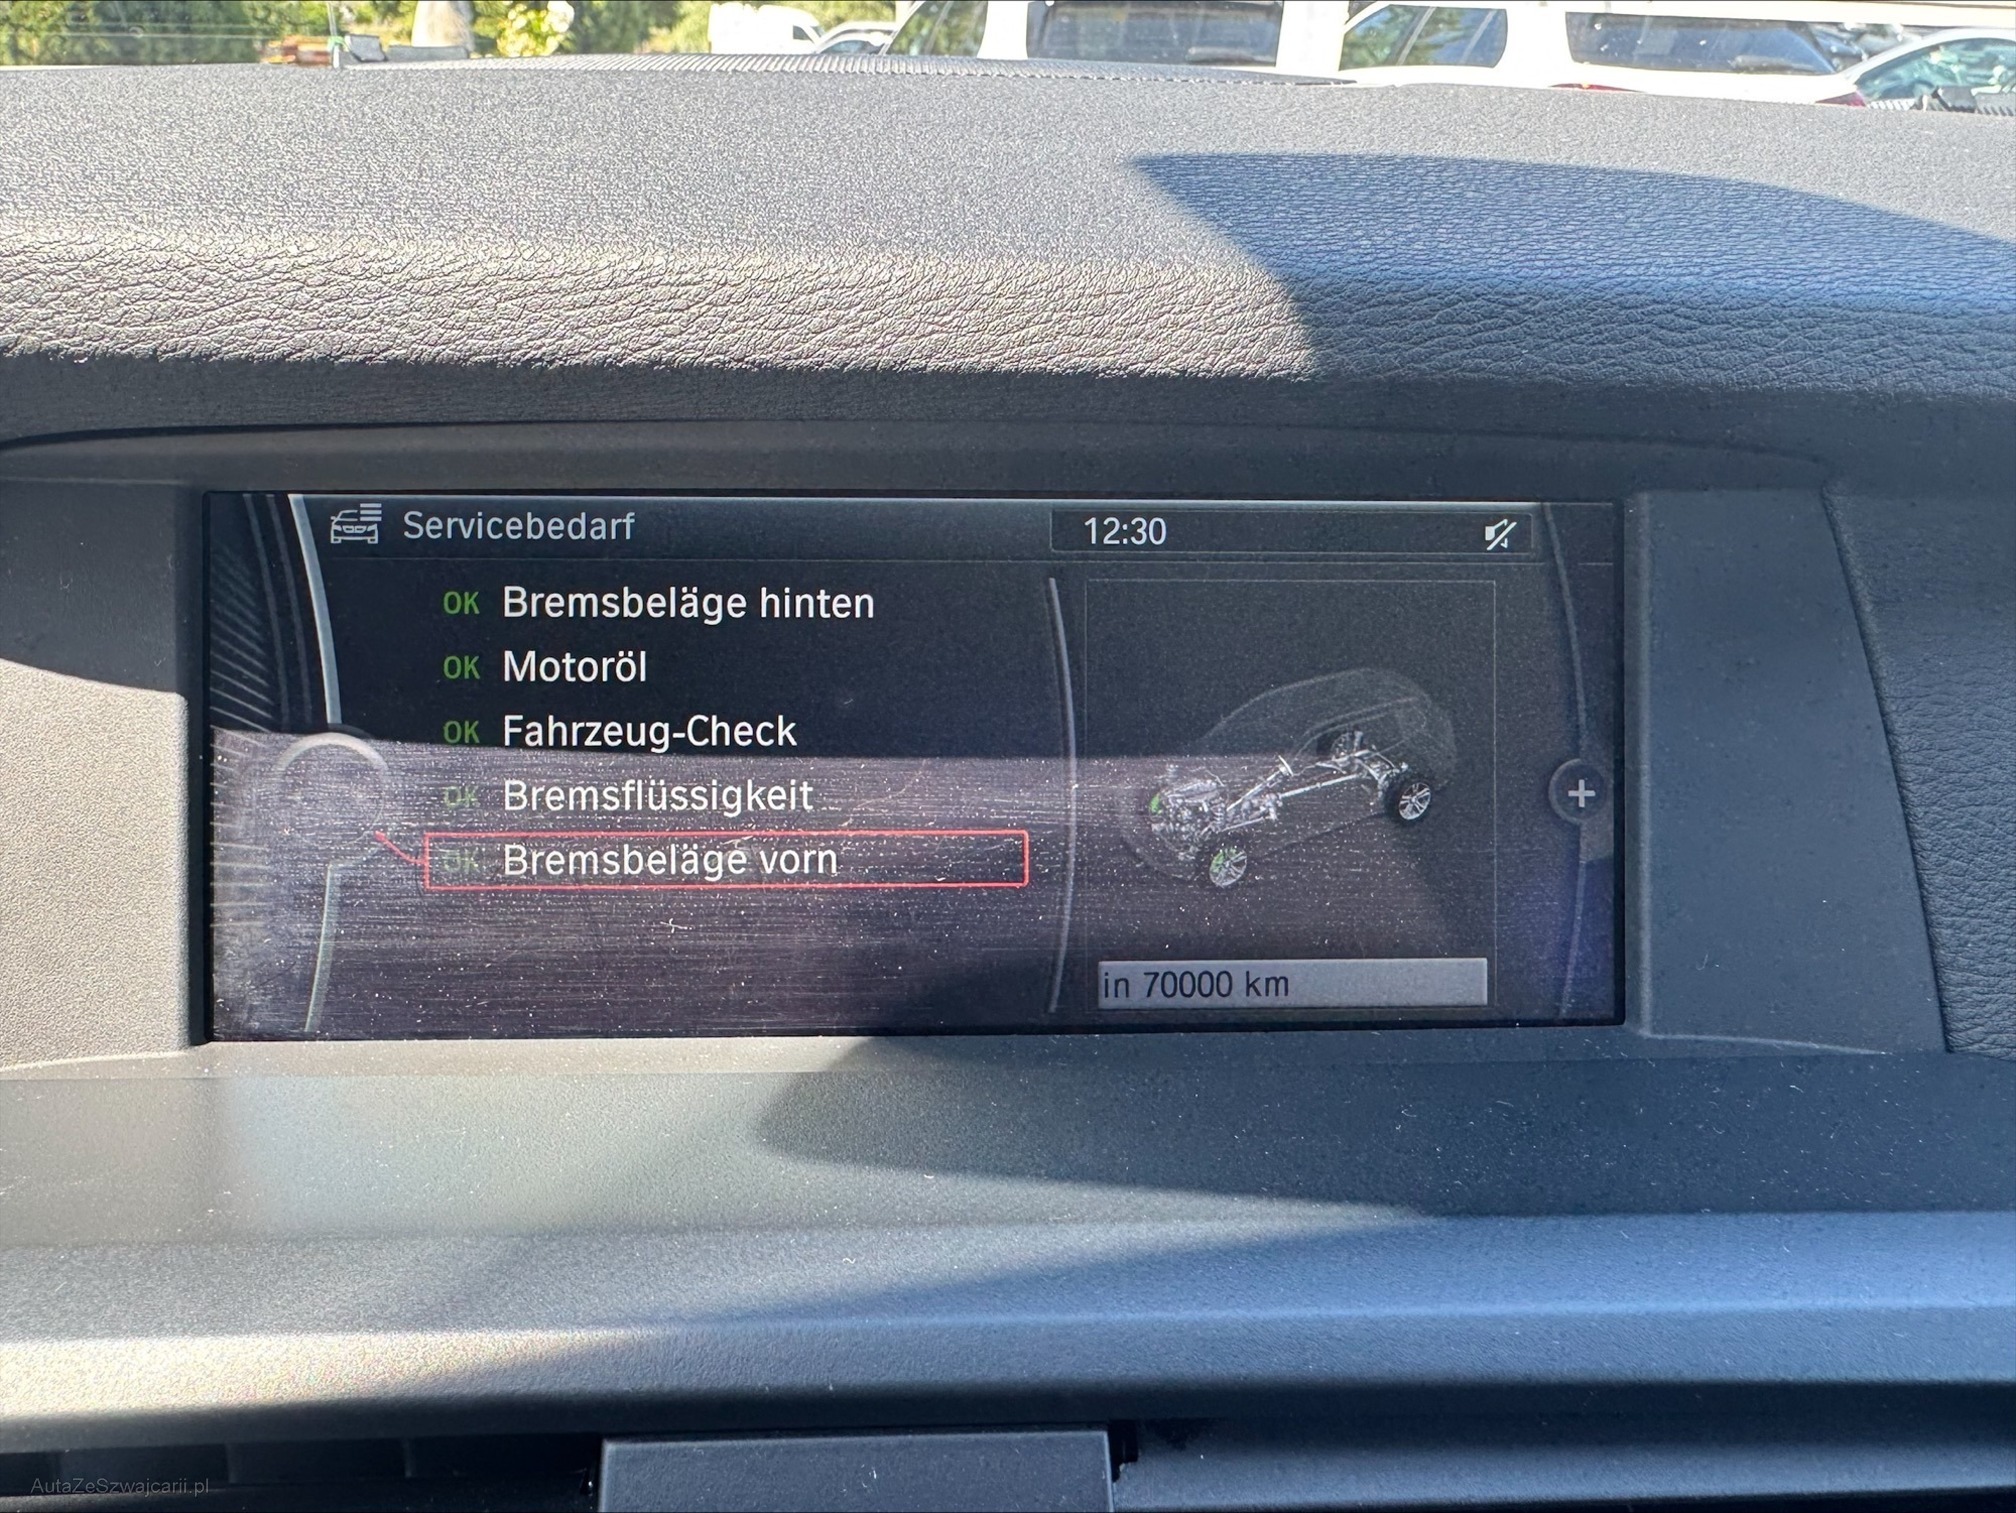 Servicebedarf
12:30
OK Bremsbeläge hinten
OK Motoröl
OK Fahrzeug-Check
OK Bremsflüssigkeit
OK Bremsbeläge vorn
in 70000 km
AutaZeSzwajcarii.pl